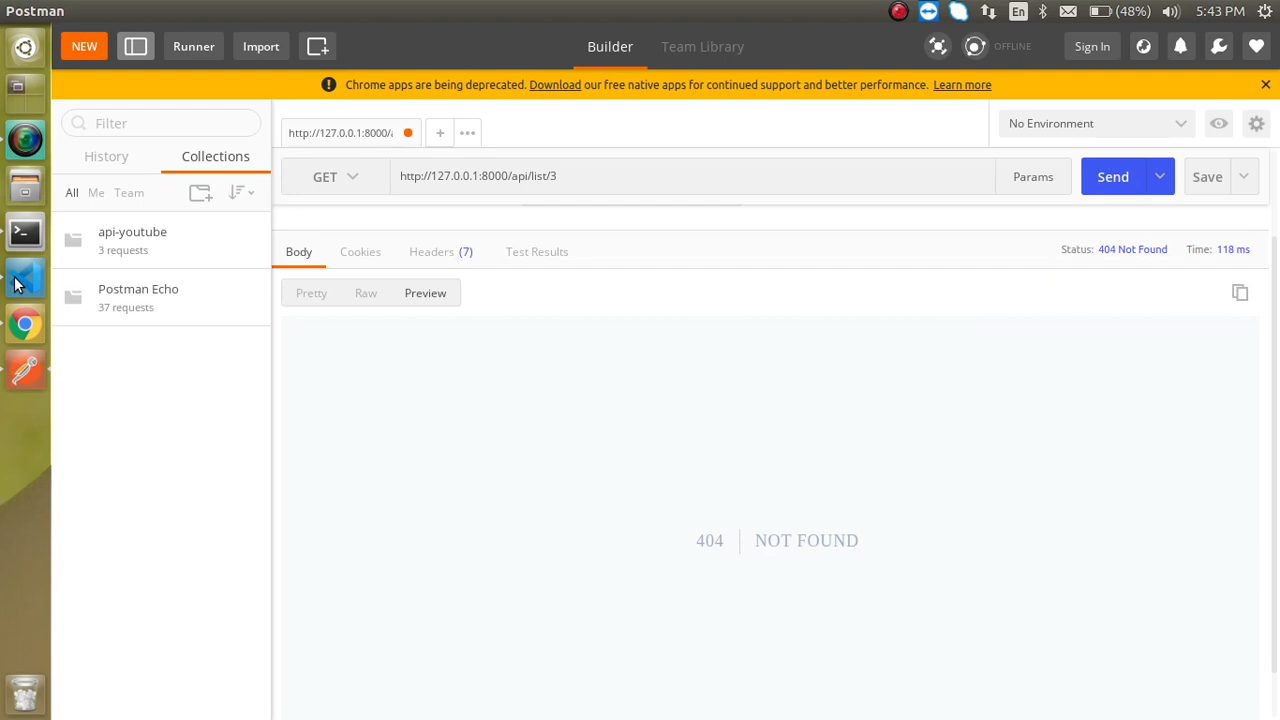 Postman
En
(48%)
5:43 PM
NEW
Runner
Import
Builder
Team Library
OFFLINE
Sign In
Chrome apps are being deprecated. Download our free native apps for continued support and better performance. Learn more
Filter
History
Collections
All
Me
Team
api-youtube
3 requests
Postman Echo
37 requests
http://127.0.0.1:8000/
No Environment
GET
http://127.0.0.1:8000/api/list/3
Params
Send
Save
Body
Cookies
Headers (7)
Test Results
Status: 404 Not Found
Time: 118 ms
Pretty
Raw
Preview
404
NOT FOUND